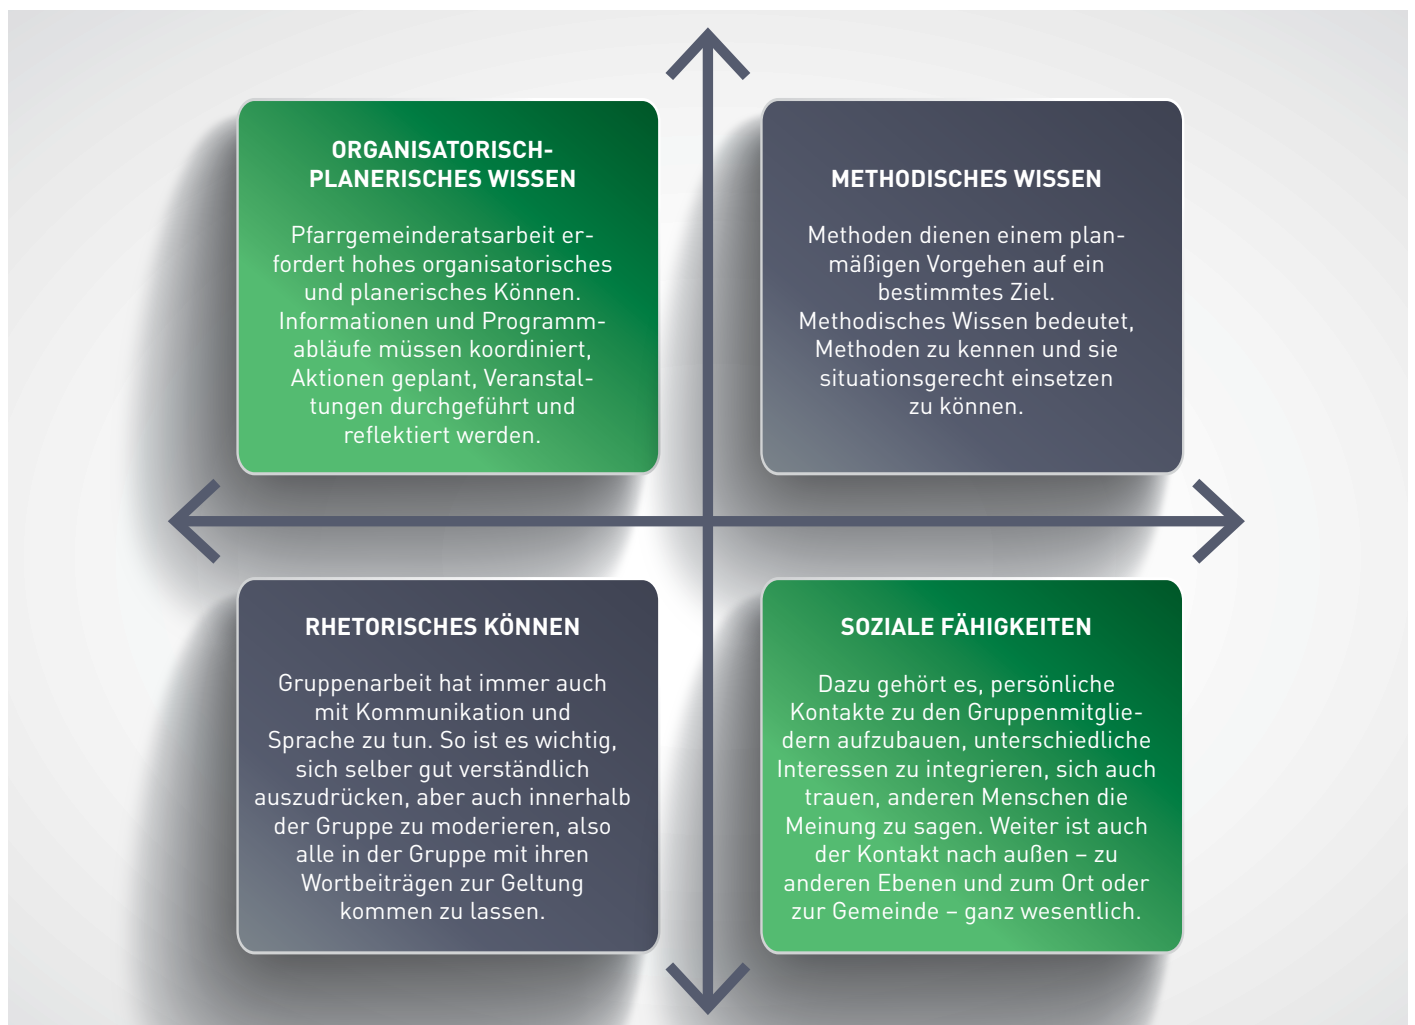 ORGANISATORISCH-
PLANERISCHES WISSEN
Pfarrgemeinderatsarbeit er-
fordert hohes organisatorisches
und planerisches Können.
Informationen und Programm-
abläufe müssen koordiniert,
Aktionen geplant, Veranstal-
tungen durchgeführt und
reflektiert werden.
METHODISCHES WISSEN
Methoden dienen einem plan-
mäßigen Vorgehen auf ein
bestimmtes Ziel.
Methodisches Wissen bedeutet,
Methoden zu kennen und sie
situationsgerecht einsetzen
zu können.
RHETORISCHES KÖNNEN
Gruppenarbeit hat immer auch
mit Kommunikation und
Sprache zu tun. So ist es wichtig,
sich selber gut verständlich
auszudrücken, aber auch innerhalb
der Gruppe zu moderieren, also
alle in der Gruppe mit ihren
Wortbeiträgen zur Geltung
kommen zu lassen.
SOZIALE FÄHIGKEITEN
Dazu gehört es, persönliche
Kontakte zu den Gruppenmitglie-
dern aufzubauen, unterschiedliche
Interessen zu integrieren, sich auch
trauen, anderen Menschen die
Meinung zu sagen. Weiter ist auch
der Kontakt nach außen – zu
anderen Ebenen und zum Ort oder
zur Gemeinde – ganz wesentlich.